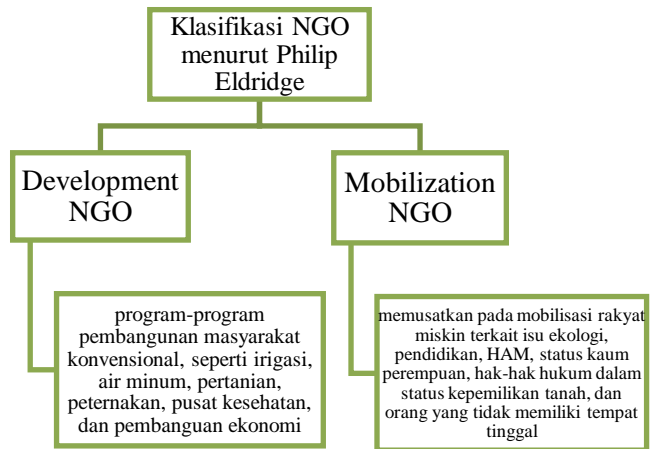 Klasifikasi NGO
menurut Philip
Eldridge
Development
NGO
Mobilization
NGO
program-program
pembangunan masyarakat
konvensional, seperti irigasi,
air minum, pertanian,
peternakan, pusat kesehatan,
dan pembanguan ekonomi
memusatkan pada mobilisasi rakyat
miskin terkait isu ekologi,
pendidikan, HAM, status kaum
perempuan, hak-hak hukum dalam
status kepemilikan tanah, dan
orang yang tidak memiliki tempat
tinggal